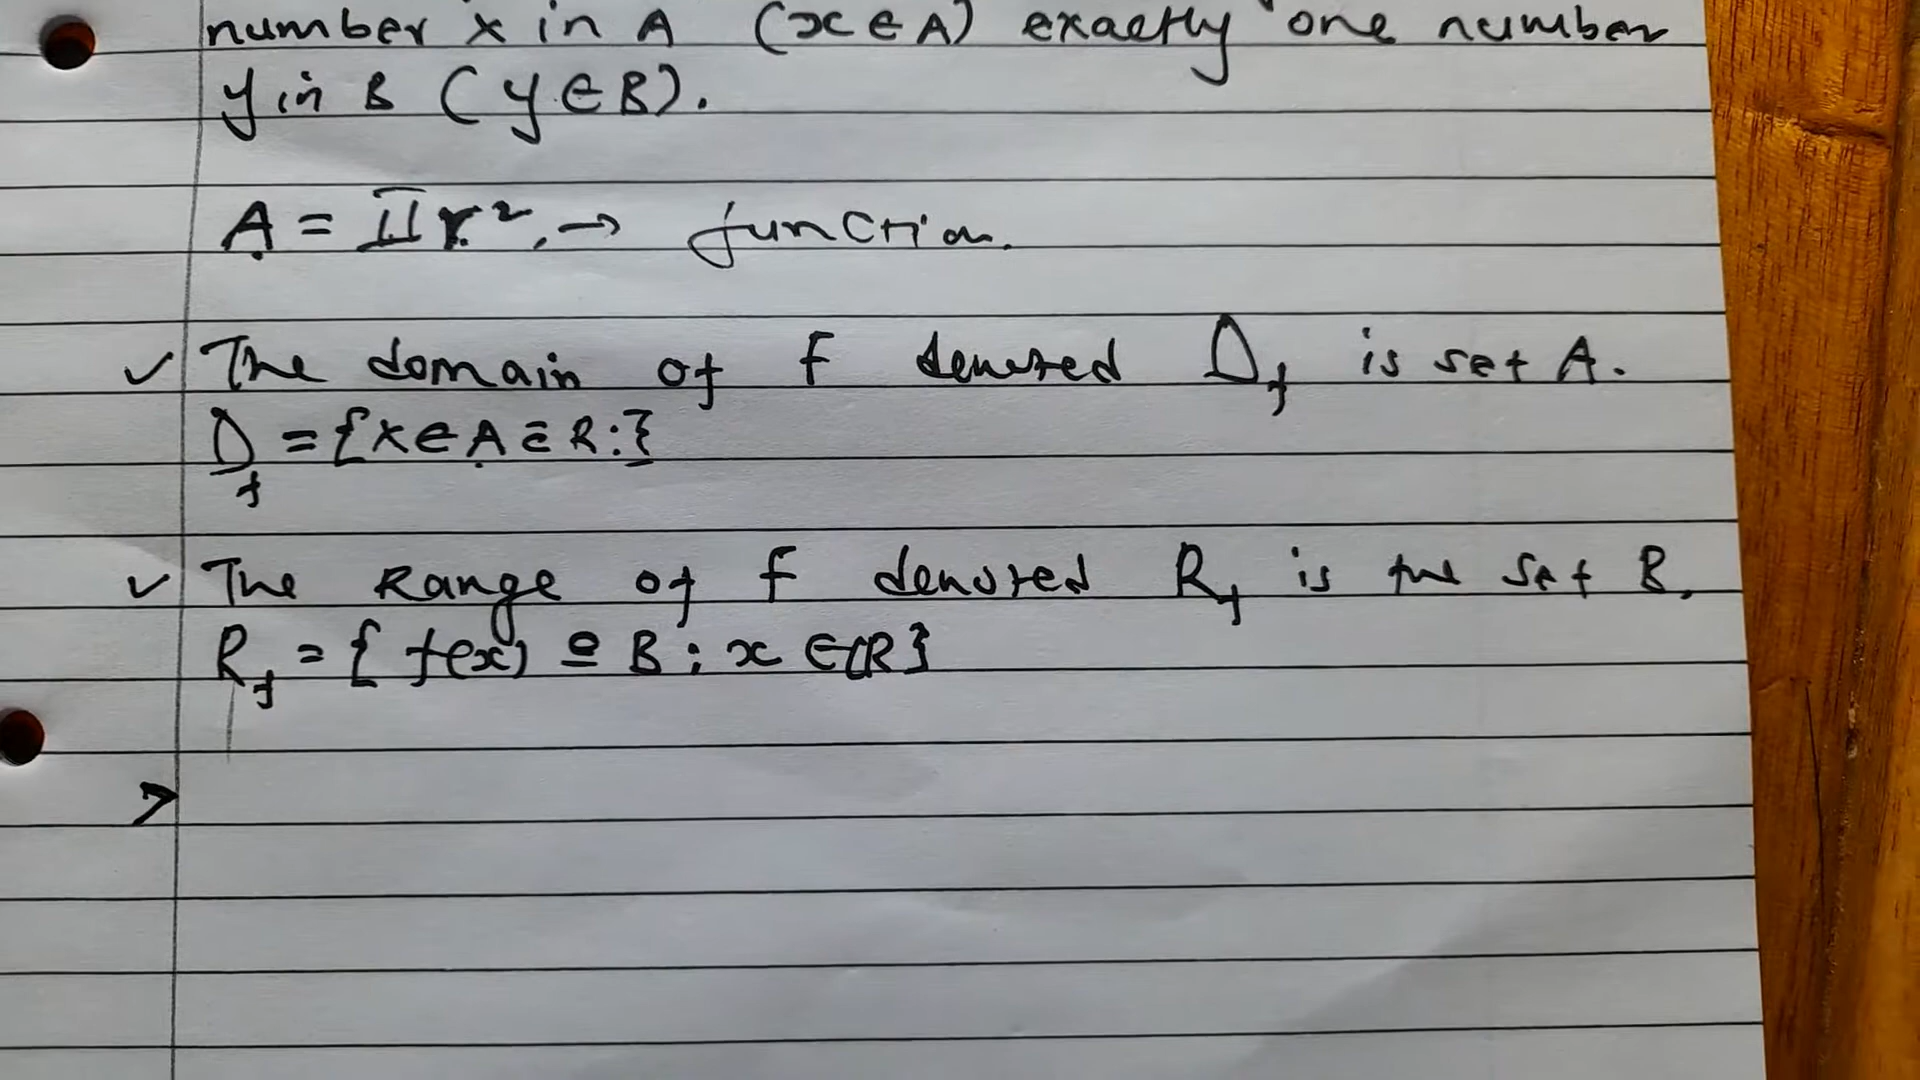 number x in A (x∈A) exactly one number
y in B (y∈B).
A = πr². → function.
✓ The domain of f denoted D_f is set A.
D_f = {x∈A ⊆ R:}
✓ The Range of f denoted R_f is the set B.
R_f = { f(x) ⊆ B : x ∈ ℝ}
>